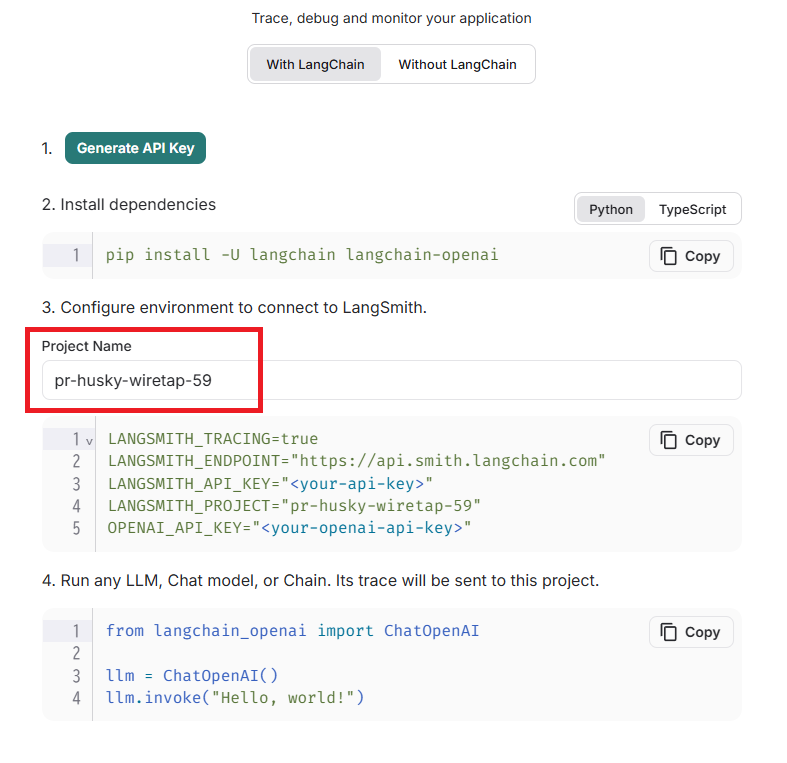 Trace, debug and monitor your application
With LangChain Without LangChain
1. Generate API Key
2. Install dependencies
Python TypeScript
1 pip install -U langchain langchain-openai
Copy
3. Configure environment to connect to LangSmith.
Project Name
pr-husky-wiretap-59
1 LANGSMITH_TRACING=true
Copy
2 LANGSMITH_ENDPOINT="https://api.smith.langchain.com"
3 LANGSMITH_API_KEY="<your-api-key>"
4 LANGSMITH_PROJECT="pr-husky-wiretap-59"
5 OPENAI_API_KEY="<your-openai-api-key>"
4. Run any LLM, Chat model, or Chain. Its trace will be sent to this project.
1 from langchain_openai import ChatOpenAI
Copy
2
3 llm = ChatOpenAI()
4 llm.invoke("Hello, world!")